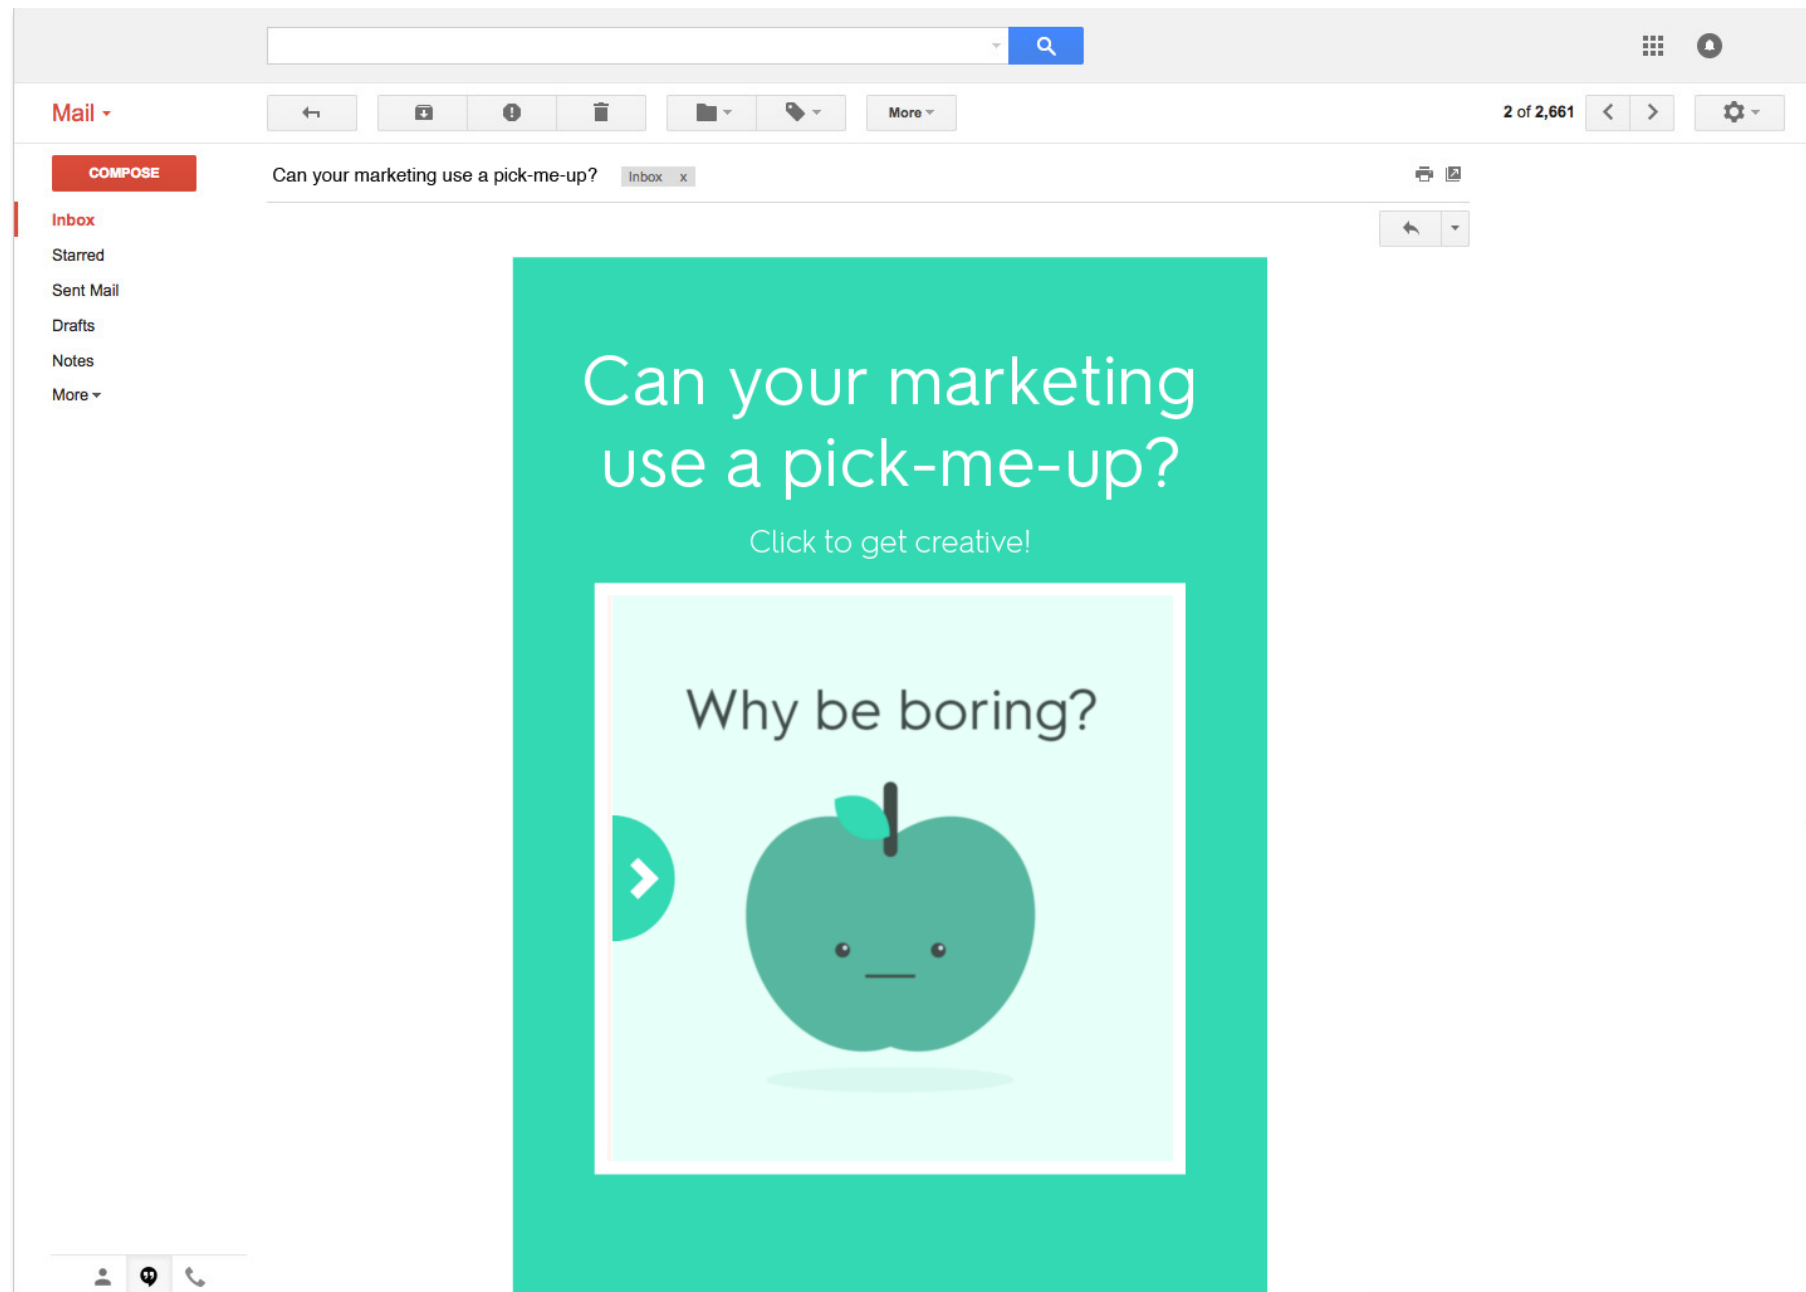 Mail
More
2 of 2,661
COMPOSE
Can your marketing use a pick-me-up?
Inbox x
Inbox
Starred
Sent Mail
Drafts
Notes
More
Can your marketing
use a pick-me-up?
Click to get creative!
Why be boring?